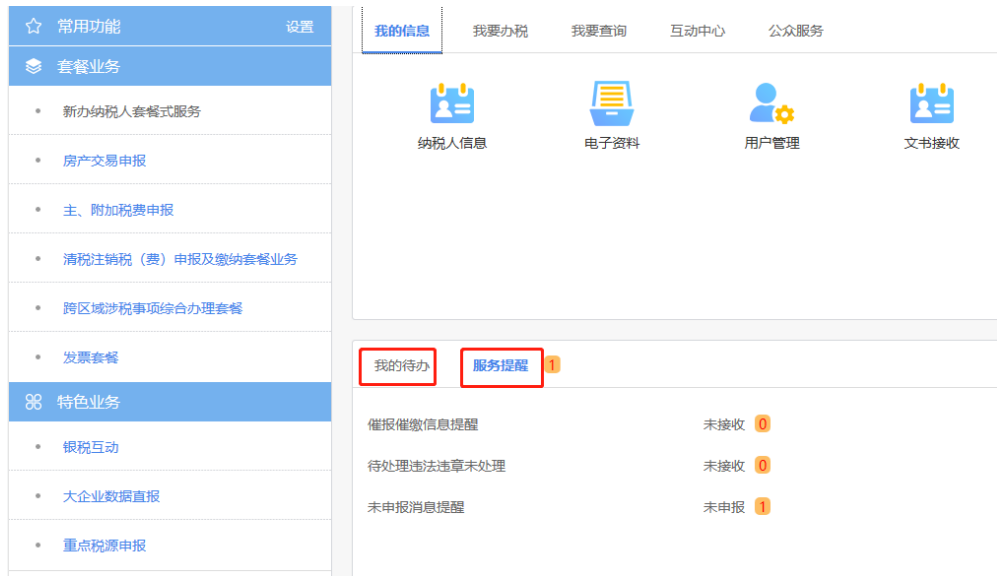 常用功能 设置
套餐业务
新办纳税人套餐式服务
房产交易申报
主、附加税费申报
清税注销税（费）申报及缴纳套餐业务
跨区域涉税事项综合办理套餐
发票套餐
特色业务
银税互动
大企业数据直报
重点税源申报
我的信息 我要办税 我要查询 互动中心 公众服务
纳税人信息 电子资料 用户管理 文书接收
我的待办 服务提醒 1
催报催缴信息提醒 未接收 0
待处理违法违章未处理 未接收 0
未申报消息提醒 未申报 1